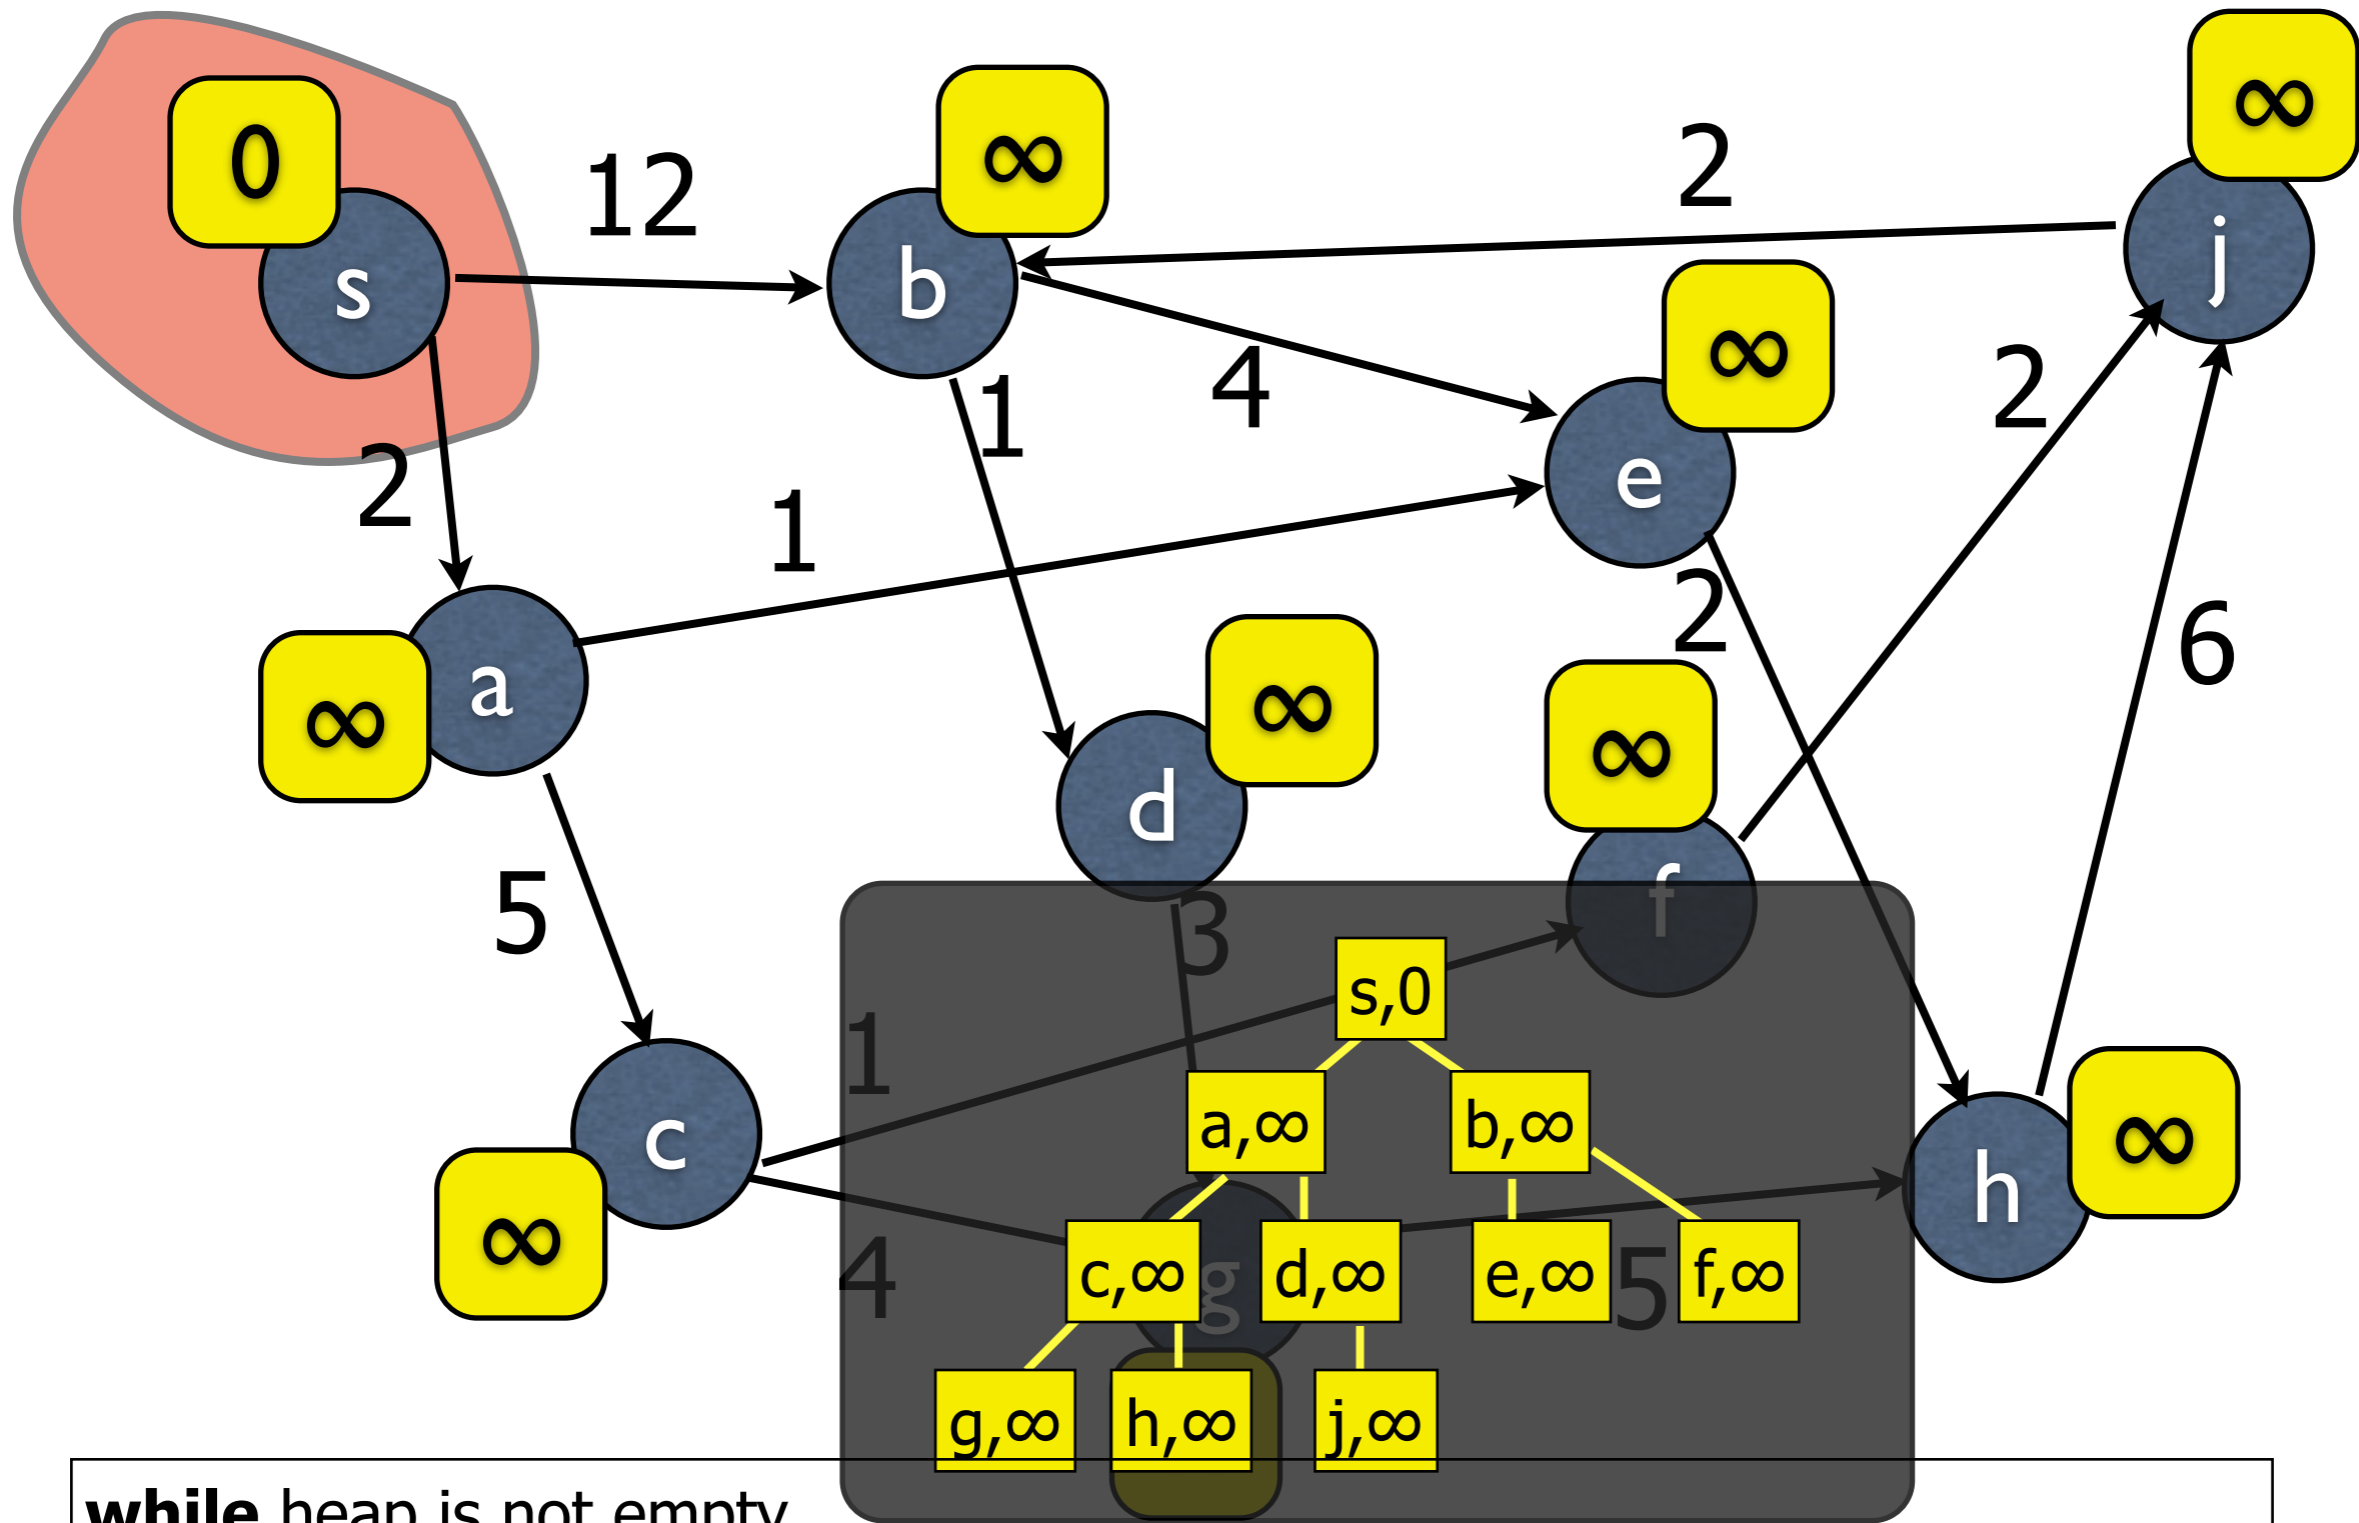 ∞
0
∞
12
2
s
b
j
∞
4
2
1
2
e
1
2
∞
6
a
∞
∞
d
f
5
3
s,0
1
a,∞
b,∞
c
h
∞
∞
4
c,∞
g
d,∞
e,∞
5
f,∞
g,∞
h,∞
j,∞
while heap is not empty